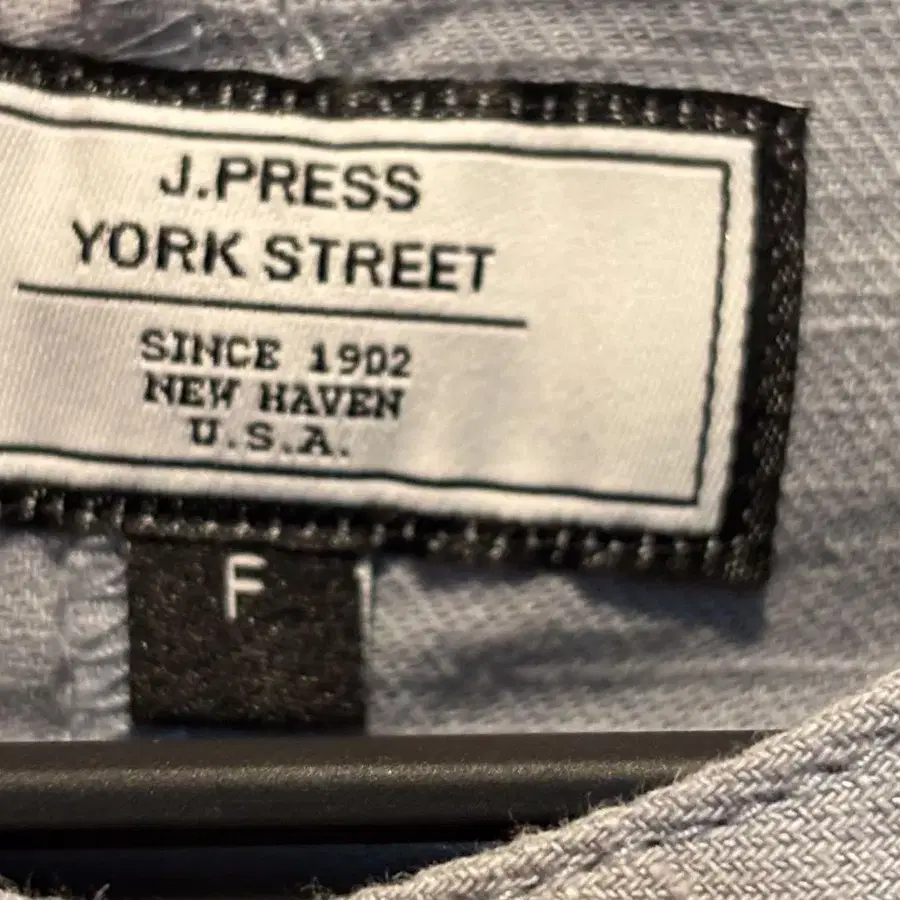 J.PRESS
YORK STREET
SINCE 1902
NEW HAVEN
U.S.A.
F